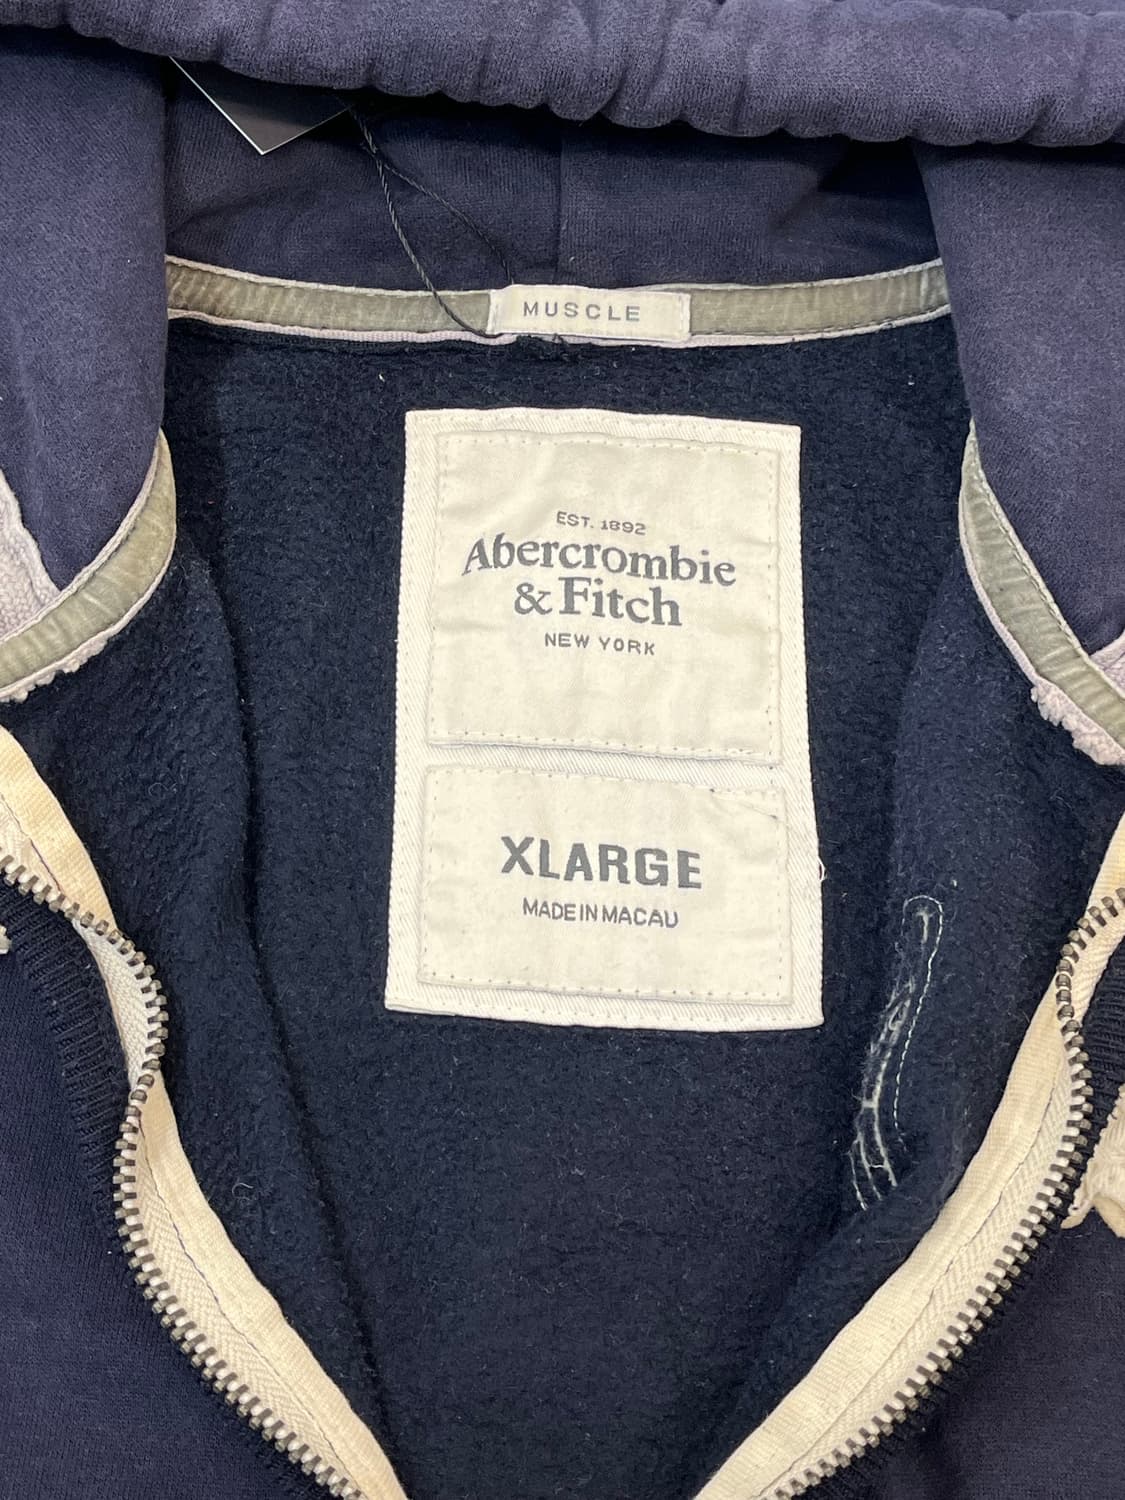 MUSCLE
EST. 1892
Abercrombie
& Fitch
NEW YORK
XLARGE
MADE IN MACAU